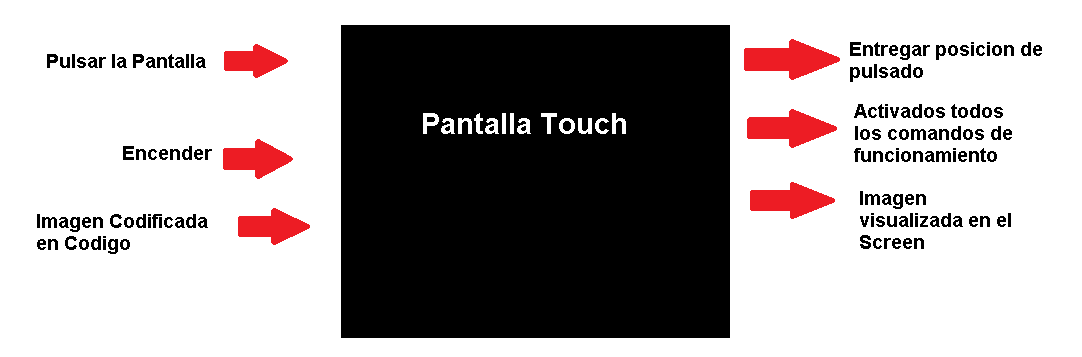 Pulsar la Pantalla
Encender
Imagen Codificada
en Codigo
Pantalla Touch
Entregar posicion de
pulsado
Activados todos
los comandos de
funcionamiento
Imagen
visualizada en el
Screen